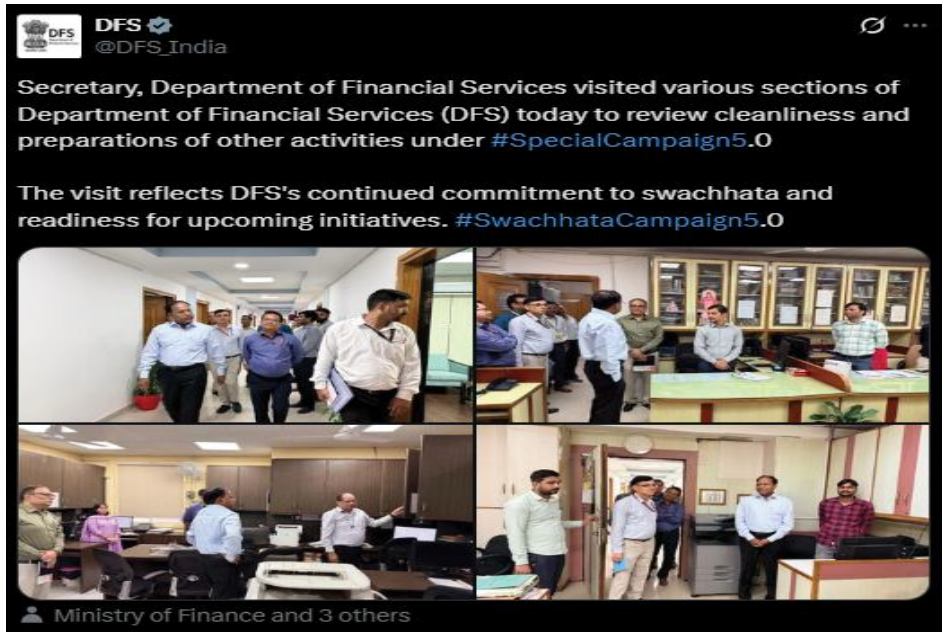 DFS
DFS
@DFS_India
Secretary, Department of Financial Services visited various sections of
Department of Financial Services (DFS) today to review cleanliness and
preparations of other activities under #SpecialCampaign5.0
The visit reflects DFS's continued commitment to swachhata and
readiness for upcoming initiatives. #SwachhataCampaign5.0
Ministry of Finance and 3 others